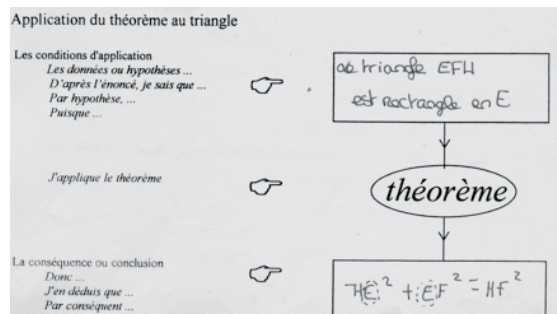 Application du théorème au triangle
Les conditions d'application
Les données ou hypothèses ...
D'après l'énoncé, je sais que ...
Par hypothèse, ...
Puisque ...
le triangle EFH
est rectangle en E
J'applique le théorème
théorème
La conséquence ou conclusion
Donc ...
J'en déduis que ...
Par conséquent ...
HE² + EF² = HF²